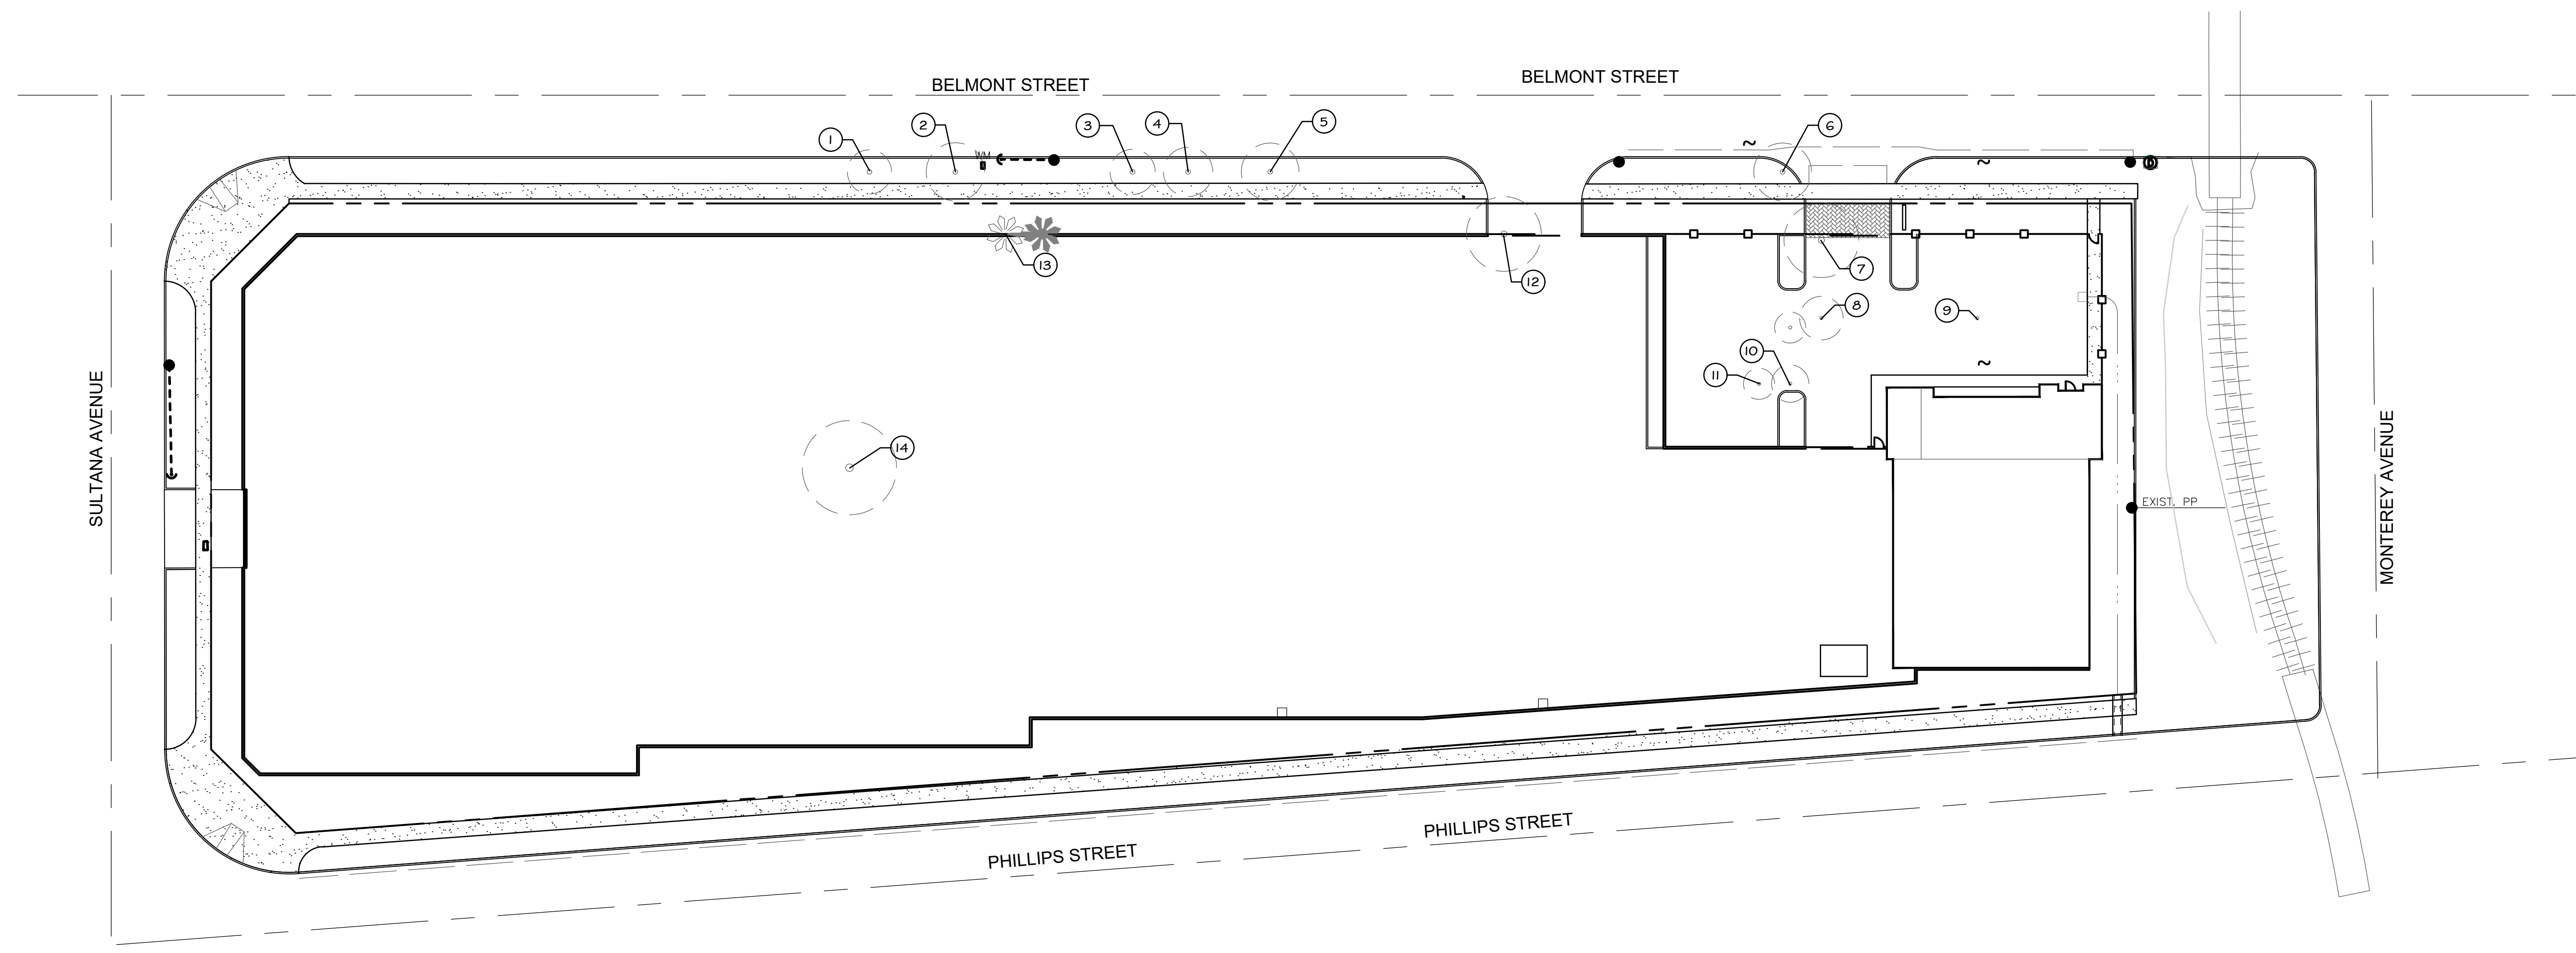 BELMONT STREET
BELMONT STREET
1
2
3
4
5
6
WM
13
12
7
8
9
10
11
14
SULTANA AVENUE
MONTEREY AVENUE
EXIST. PP
PHILLIPS STREET
PHILLIPS STREET